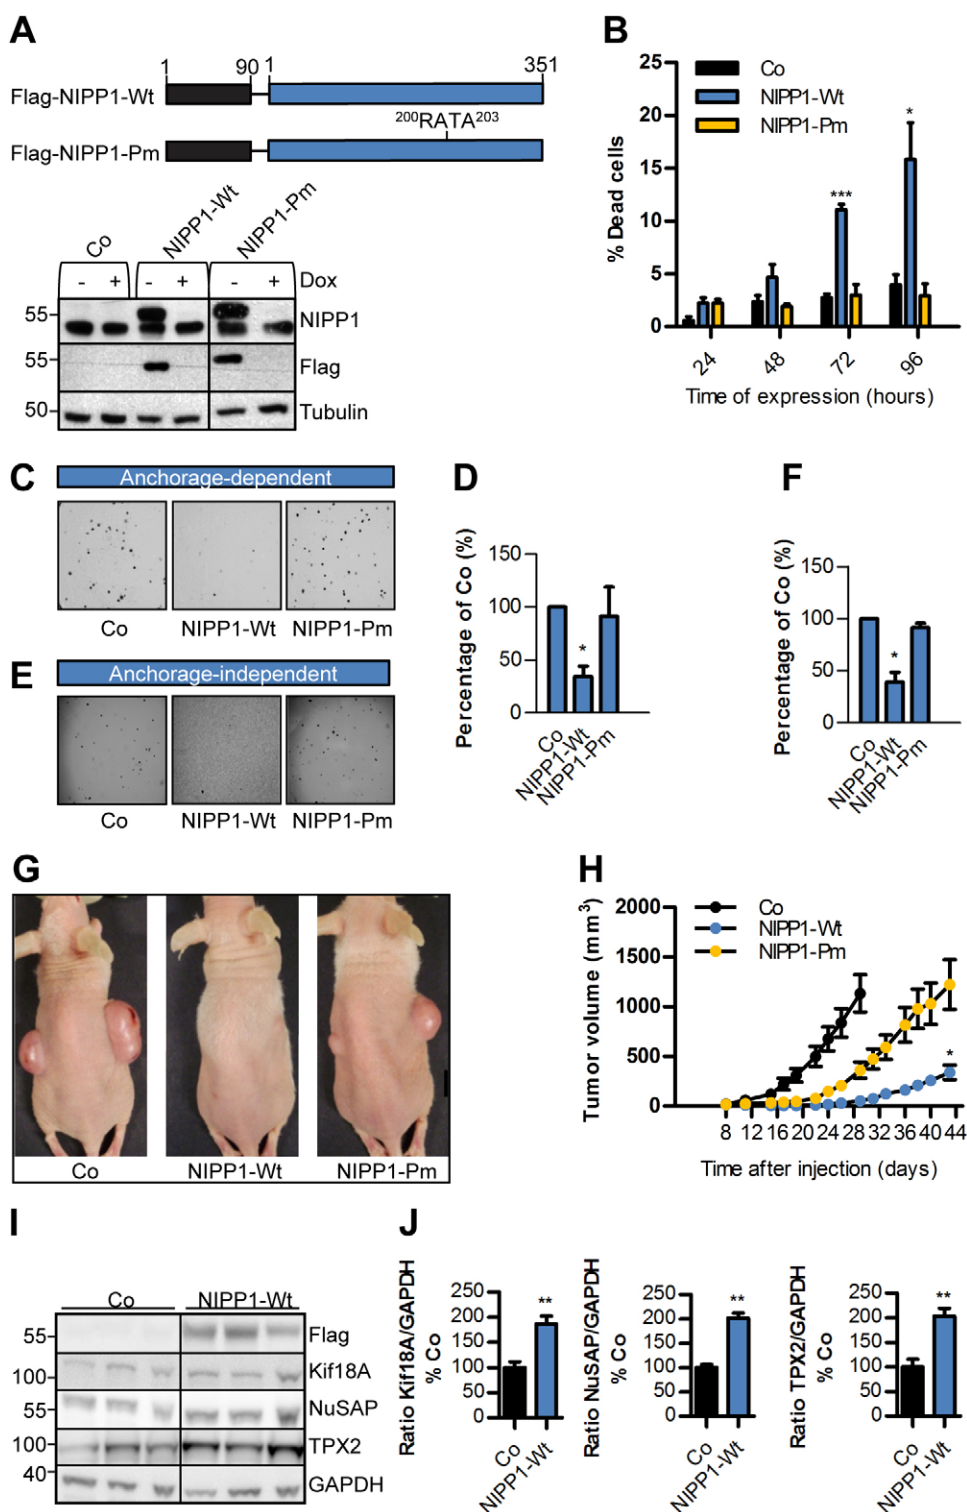 A
1 90 1 351
Flag-NIPP1-Wt
200RATA203
Flag-NIPP1-Pm
Co NIPP1-Wt NIPP1-Pm
- + - + - + Dox
55 NIPP1
55 Flag
50 Tubulin
B
Co
NIPP1-Wt
NIPP1-Pm
% Dead cells
25
20
15
10
5
0
*** *
24 48 72 96
Time of expression (hours)
C
Anchorage-dependent
Co NIPP1-Wt NIPP1-Pm
D
Percentage of Co (%)
150
100
50
0
*
Co NIPP1-Wt NIPP1-Pm
E
Anchorage-independent
Co NIPP1-Wt NIPP1-Pm
F
Percentage of Co (%)
150
100
50
0
*
Co NIPP1-Wt NIPP1-Pm
G
Co NIPP1-Wt NIPP1-Pm
H
Co
NIPP1-Wt
NIPP1-Pm
Tumor volume (mm3)
2000
1500
1000
500
0
*
8 12 16 20 24 28 32 36 40 44
Time after injection (days)
I
Co NIPP1-Wt
55 Flag
100 Kif18A
55 NuSAP
100 TPX2
40 GAPDH
J
Ratio Kif18A/GAPDH
% Co
250
200
150
100
50
0
**
Co NIPP1-Wt
Ratio NuSAP/GAPDH
% Co
250
200
150
100
50
0
**
Co NIPP1-Wt
Ratio TPX2/GAPDH
% Co
250
200
150
100
50
0
**
Co NIPP1-Wt